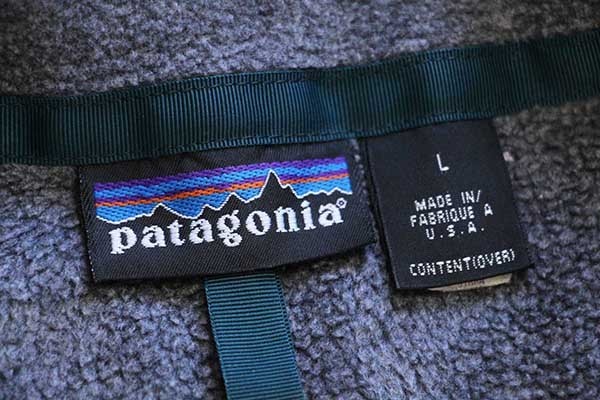 patagonia®
L
MADE IN/
FABRIQUE A
U.S.A.
CONTENT(OVER)